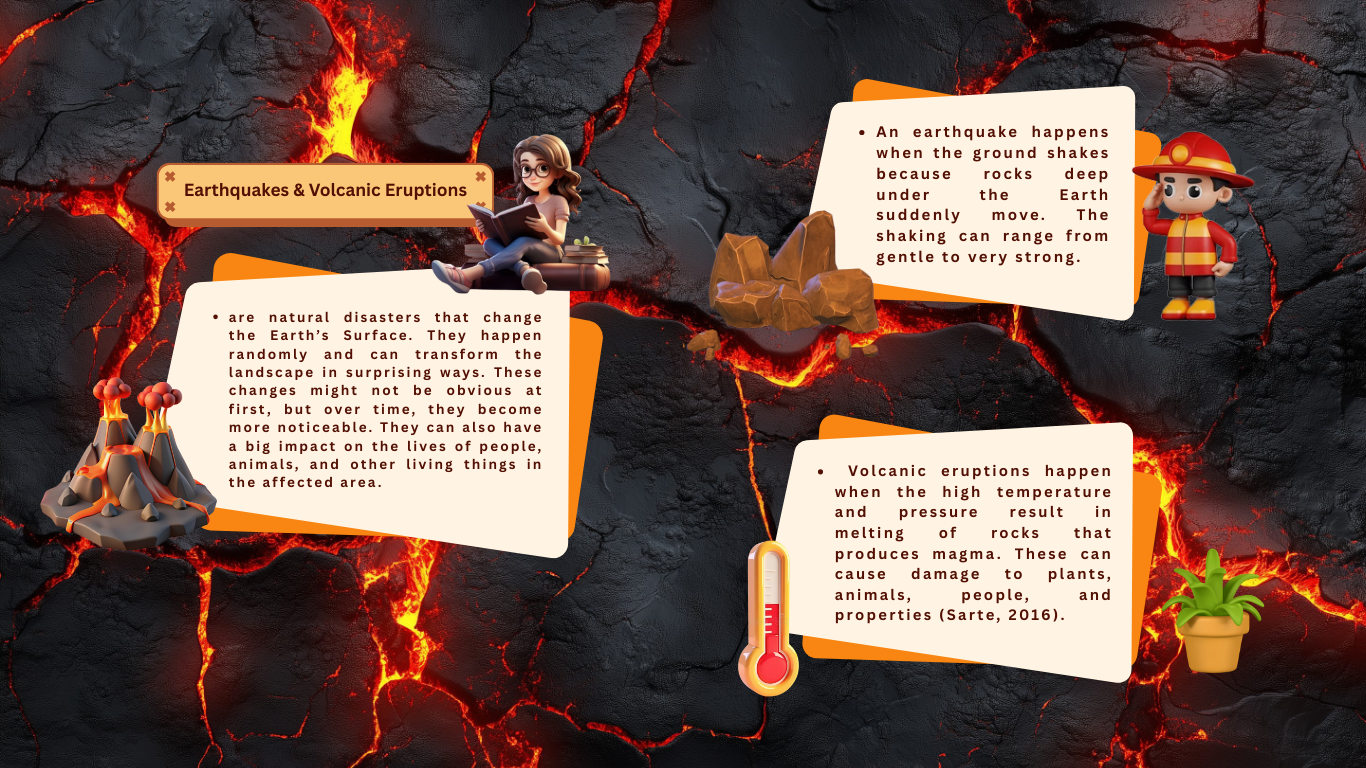 Earthquakes & Volcanic Eruptions
• are natural disasters that change
the Earth’s Surface. They happen
randomly and can transform the
landscape in surprising ways. These
changes might not be obvious at
first, but over time, they become
more noticeable. They can also have
a big impact on the lives of people,
animals, and other living things in
the affected area.
• An earthquake happens
when the ground shakes
because rocks deep
under the Earth
suddenly move. The
shaking can range from
gentle to very strong.
• Volcanic eruptions happen
when the high temperature
and pressure result in
melting of rocks that
produces magma. These can
cause damage to plants,
animals, people, and
properties (Sarte, 2016).